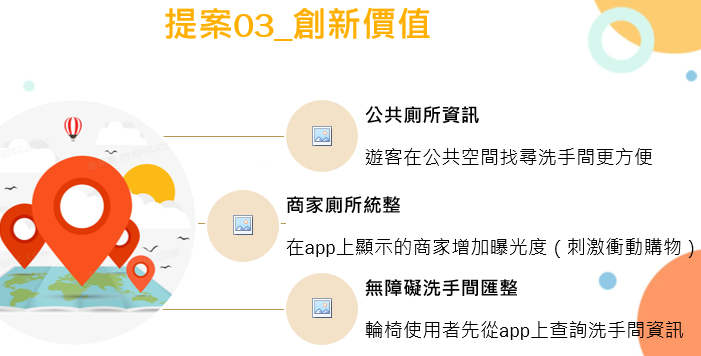 提案03_創新價值
公共廁所資訊
遊客在公共空間找尋洗手間更方便
商家廁所統整
在app上顯示的商家增加曝光度（刺激衝動購物）
無障礙洗手間匯整
輪椅使用者先從app上查詢洗手間資訊